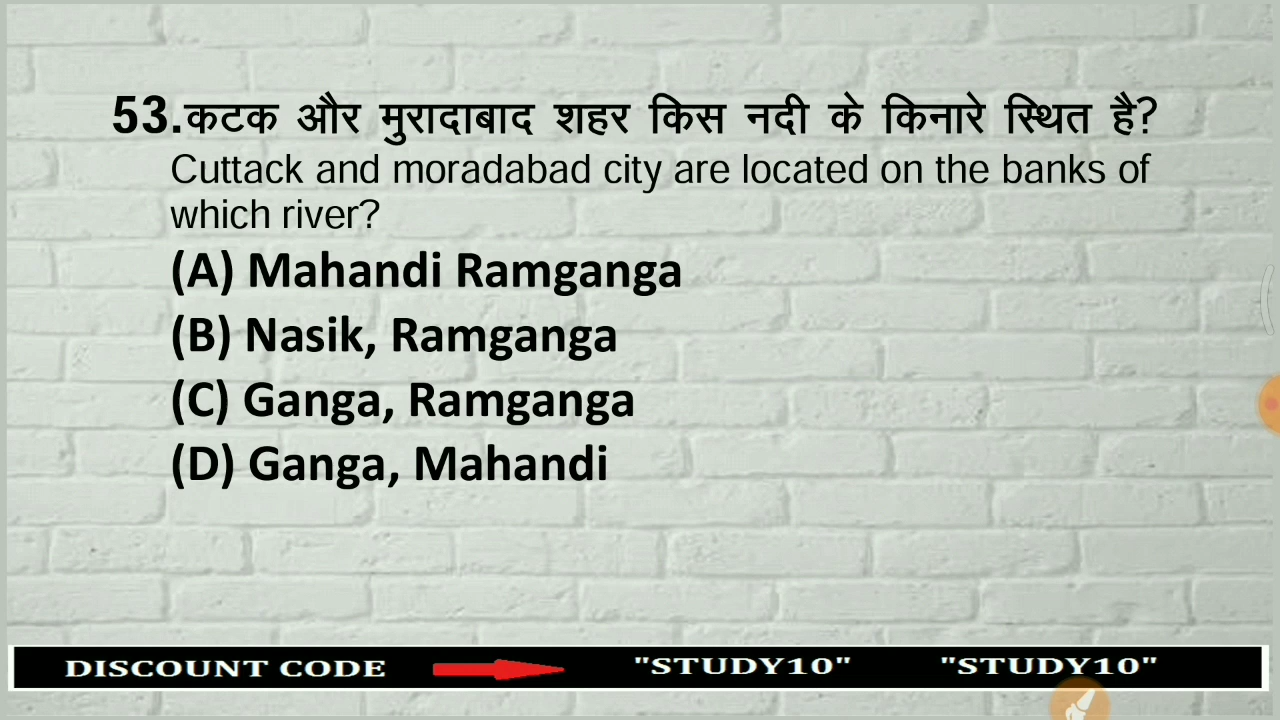 53.कटक और मुरादाबाद शहर किस नदी के किनारे स्थित है?
Cuttack and moradabad city are located on the banks of
which river?
(A) Mahandi Ramganga
(B) Nasik, Ramganga
(C) Ganga, Ramganga
(D) Ganga, Mahandi
DISCOUNT CODE "STUDY10" "STUDY10"